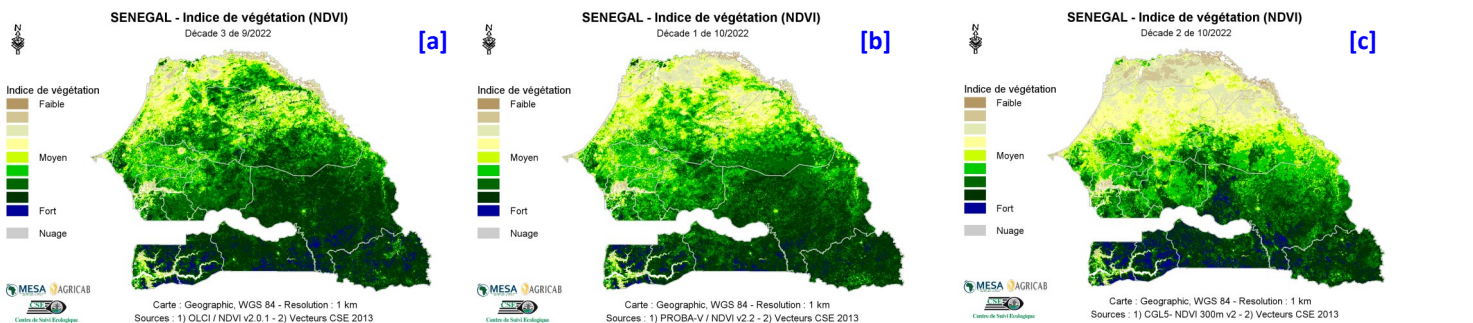 SENEGAL - Indice de végétation (NDVI)
Décade 3 de 9/2022
[a]
N
Indice de végétation
Faible
Moyen
Fort
Nuage
MESA AGRICAB
CSE
Centre de Suivi Ecologique
Carte : Geographic, WGS 84 - Resolution : 1 km
Sources : 1) OLCI / NDVI v2.0.1 - 2) Vecteurs CSE 2013
SENEGAL - Indice de végétation (NDVI)
Décade 1 de 10/2022
[b]
N
Indice de végétation
Faible
Moyen
Fort
Nuage
MESA AGRICAB
CSE
Centre de Suivi Ecologique
Carte : Geographic, WGS 84 - Resolution : 1 km
Sources : 1) PROBA-V / NDVI v2.2 - 2) Vecteurs CSE 2013
SENEGAL - Indice de végétation (NDVI)
Décade 2 de 10/2022
[c]
N
Indice de végétation
Faible
Moyen
Fort
Nuage
MESA AGRICAB
CSE
Centre de Suivi Ecologique
Carte : Geographic, WGS 84 - Resolution : 1 km
Sources : 1) CGL5- NDVI 300m v2 - 2) Vecteurs CSE 2013